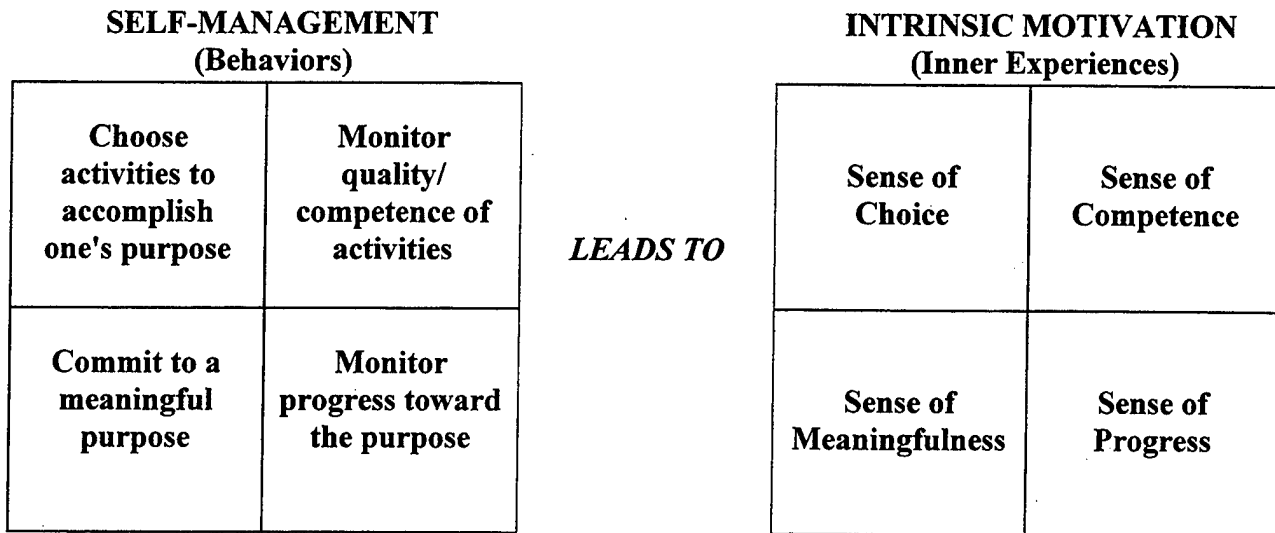 SELF-MANAGEMENT
(Behaviors)
Choose
activities to
accomplish
one's purpose
Monitor
quality/
competence of
activities
Commit to a
meaningful
purpose
Monitor
progress toward
the purpose
LEADS TO
INTRINSIC MOTIVATION
(Inner Experiences)
Sense of
Choice
Sense of
Competence
Sense of
Meaningfulness
Sense of
Progress